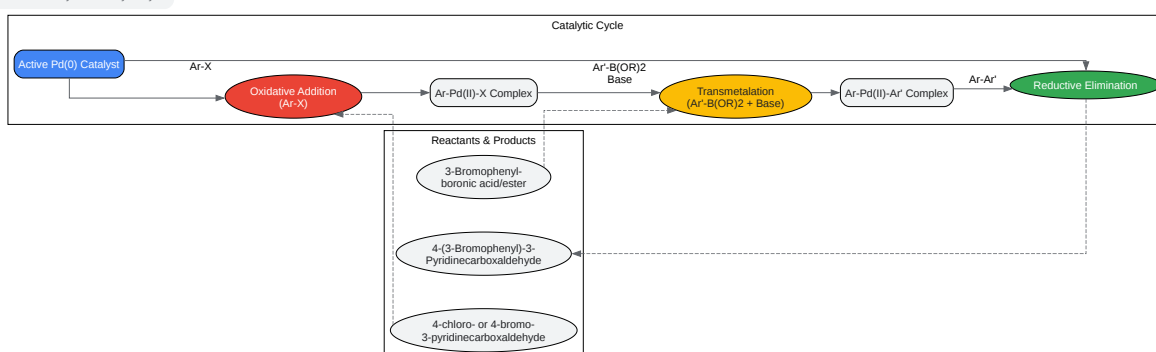 Catalytic Cycle
Active Pd(0) Catalyst
Ar-X
Oxidative Addition
(Ar-X)
Ar-Pd(II)-X Complex
Ar'-B(OR)2
Base
Transmetalation
(Ar'-B(OR)2 + Base)
Ar-Pd(II)-Ar' Complex
Ar-Ar'
Reductive Elimination
Reactants & Products
3-Bromophenyl-
boronic acid/ester
4-(3-Bromophenyl)-3-
Pyridinecarboxaldehyde
4-chloro- or 4-bromo-
3-pyridinecarboxaldehyde